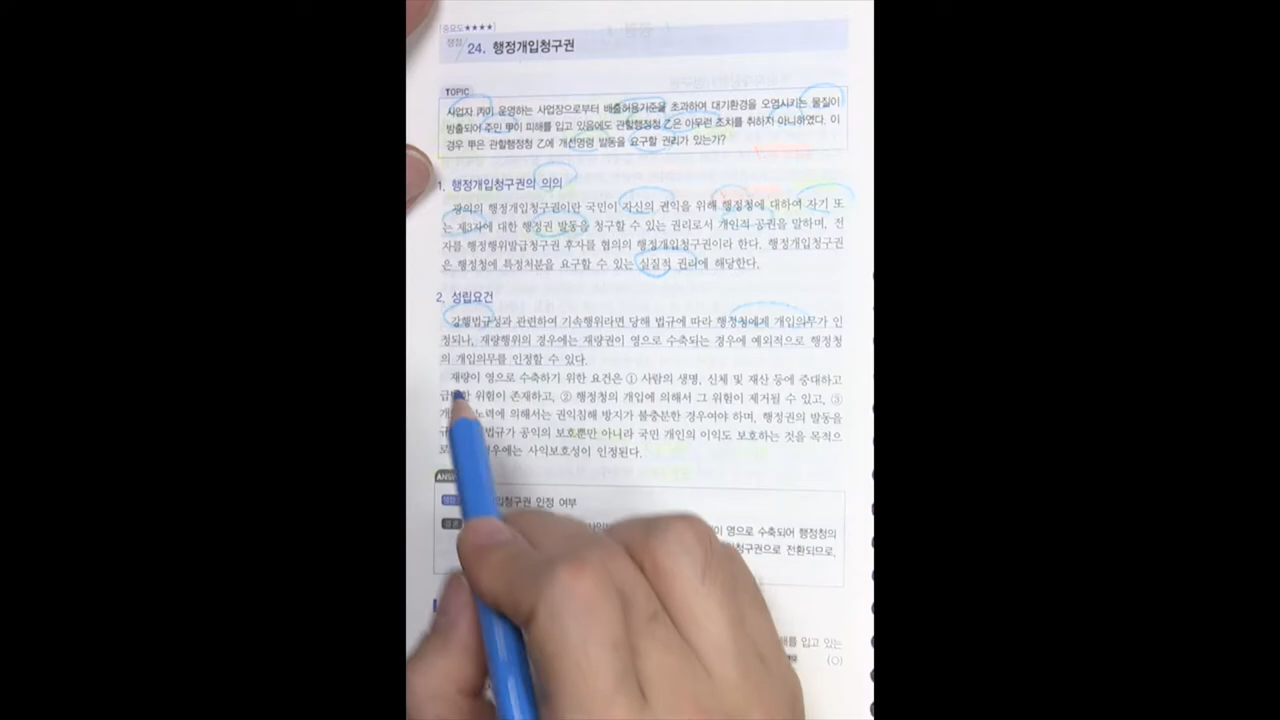 [중요도★★★★]
쟁점 24. 행정개입청구권
TOPIC
사업자 丙이 운영하는 사업장으로부터 배출허용기준을 초과하여 대기환경을 오염시키는 물질이
방출되어 주민 甲이 피해를 입고 있음에도 관할행정청 乙은 아무런 조치를 취하지 아니하였다. 이
경우 甲은 관할행정청 乙에 개선명령 발동을 요구할 권리가 있는가?
1. 행정개입청구권의 의의
광의의 행정개입청구권이란 국민이 자신의 권익을 위해 행정청에 대하여 자기 또
는 제3자에 대한 행정권 발동을 청구할 수 있는 권리로서 개인적 공권을 말하며, 전
자를 행정행위발급청구권 후자를 협의의 행정개입청구권이라 한다. 행정개입청구권
은 행정청에 특정처분을 요구할 수 있는 실질적 권리에 해당한다.
2. 성립요건
강행법규성과 관련하여 기속행위라면 당해 법규에 따라 행정청에게 개입의무가 인
정되나, 재량행위의 경우에는 재량권이 영으로 수축되는 경우에 예외적으로 행정청
의 개입의무를 인정할 수 있다.
재량이 영으로 수축하기 위한 요건은 ① 사람의 생명, 신체 및 재산 등에 중대하고
위험이 존재하고, ② 행정청의 개입에 의해서 그 위험이 제거될 수 있고, ③
노력에 의해서는 권익침해 방지가 불충분한 경우여야 하며, 행정권의 발동을
법규가 공익의 보호뿐만 아니라 국민 개인의 이익도 보호하는 것을 목적으
로 사익보호성이 인정된다.
인정 여부
영으로 수축되어 행정청의
전환되므로,
입고 있는
(○)